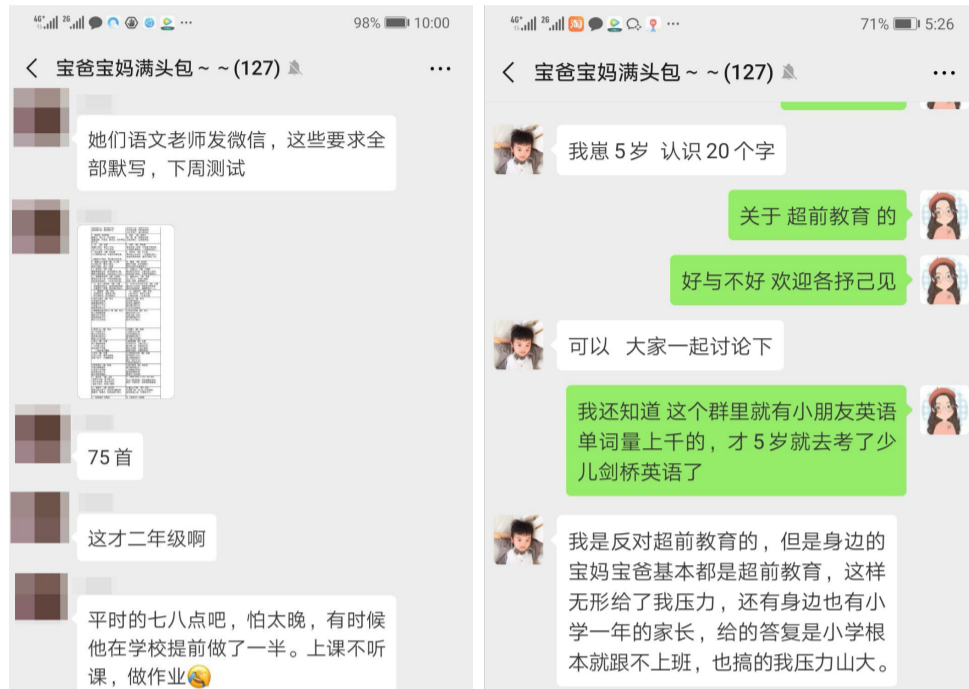 4G 2G 98% 10:00
宝爸宝妈满头包~~(127)
她们语文老师发微信，这些要求全
部默写，下周测试
75首
这才二年级啊
平时的七八点吧，怕太晚，有时候
他在学校提前做了一半。上课不听
课，做作业
4G 2G 71% 5:26
宝爸宝妈满头包~~(127)
我崽5岁 认识20个字
关于 超前教育 的
好与不好 欢迎各抒己见
可以 大家一起讨论下
我还知道 这个群里就有小朋友英语
单词量上千的，才5岁就去考了少
儿剑桥英语了
我是反对超前教育的，但是身边的
宝妈宝爸基本都是超前教育，这样
无形给了我压力，还有身边也有小
学一年的家长，给的答复是小学根
本就跟不上班，也搞的我压力山大。